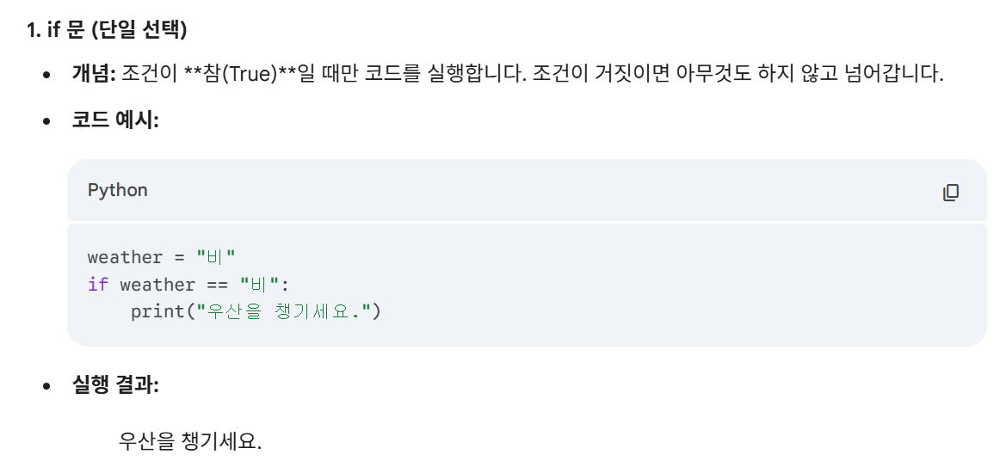 1. if 문 (단일 선택)
• 개념: 조건이 **참(True)**일 때만 코드를 실행합니다. 조건이 거짓이면 아무것도 하지 않고 넘어갑니다.
• 코드 예시:
Python
weather = "비"
if weather == "비":
    print("우산을 챙기세요.")
• 실행 결과:
우산을 챙기세요.